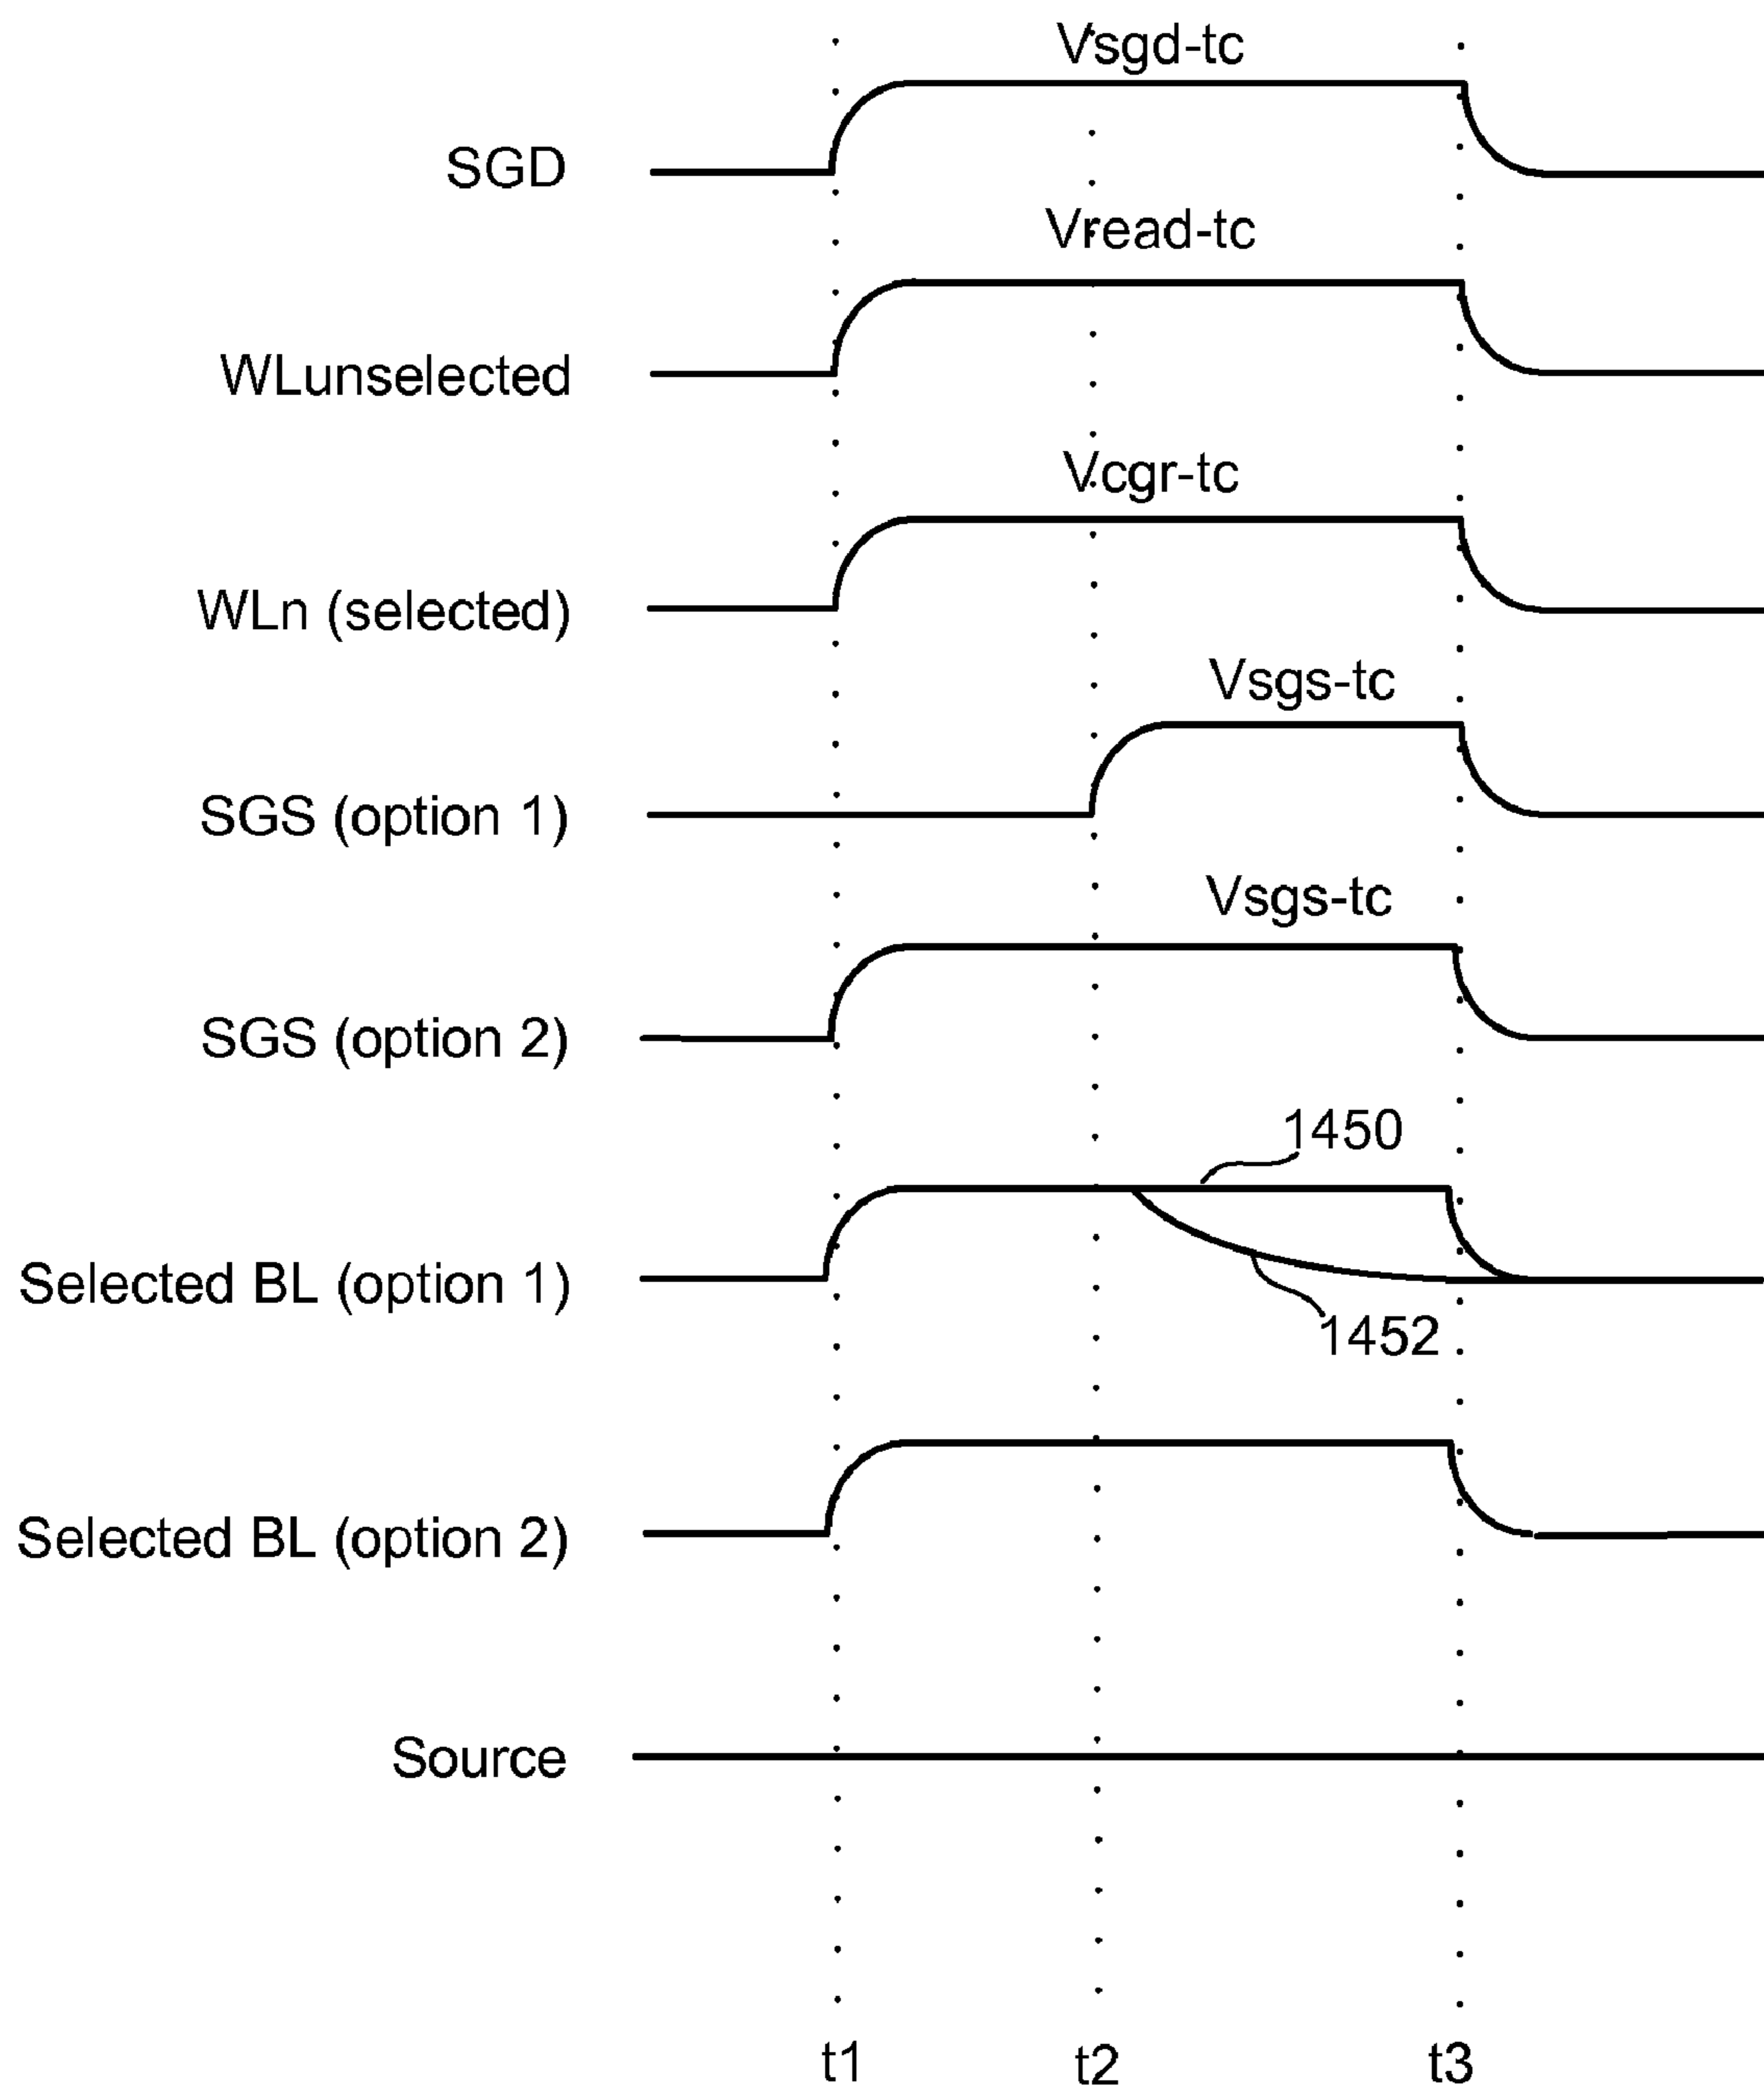 Vsgd-tc
SGD
Vread-tc
WLunselected
Vcgr-tc
WLn (selected)
Vsgs-tc
SGS (option 1)
Vsgs-tc
SGS (option 2)
1450
Selected BL (option 1)
1452
Selected BL (option 2)
Source
t1 t2 t3